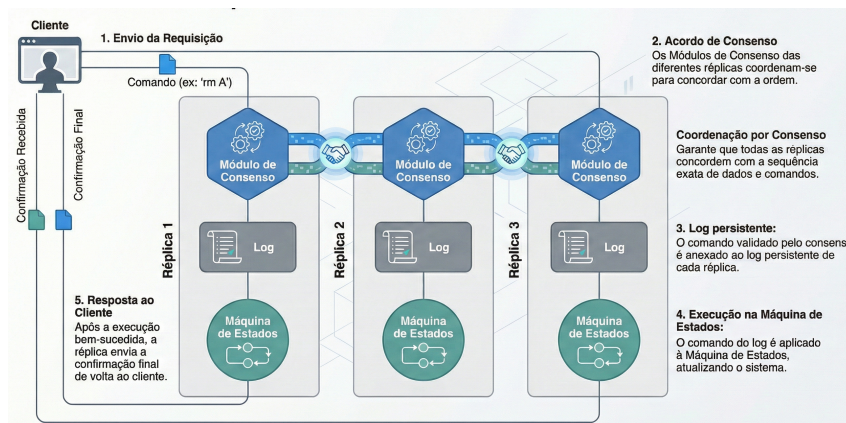 Cliente
1. Envio da Requisição
Comando (ex: 'rm A')
Confirmação Recebida
Confirmação Final
2. Acordo de Consenso
Os Módulos de Consenso das
diferentes réplicas coordenam-se
para concordar com a ordem.
Coordenação por Consenso
Garante que todas as réplicas
concordem com a sequência
exata de dados e comandos.
3. Log persistente:
O comando validado pelo consens
é anexado ao log persistente de
cada réplica.
4. Execução na Máquina de
Estados:
O comando do log é aplicado
à Máquina de Estados,
atualizando o sistema.
5. Resposta ao
Cliente
Após a execução
bem-sucedida, a
réplica envia a
confirmação final
de volta ao cliente.
Réplica 1
Módulo de
Consenso
Log
Máquina
de Estados
Réplica 2
Módulo de
Consenso
Log
Máquina
de Estados
Réplica 3
Módulo de
Consenso
Log
Máquina
de Estados